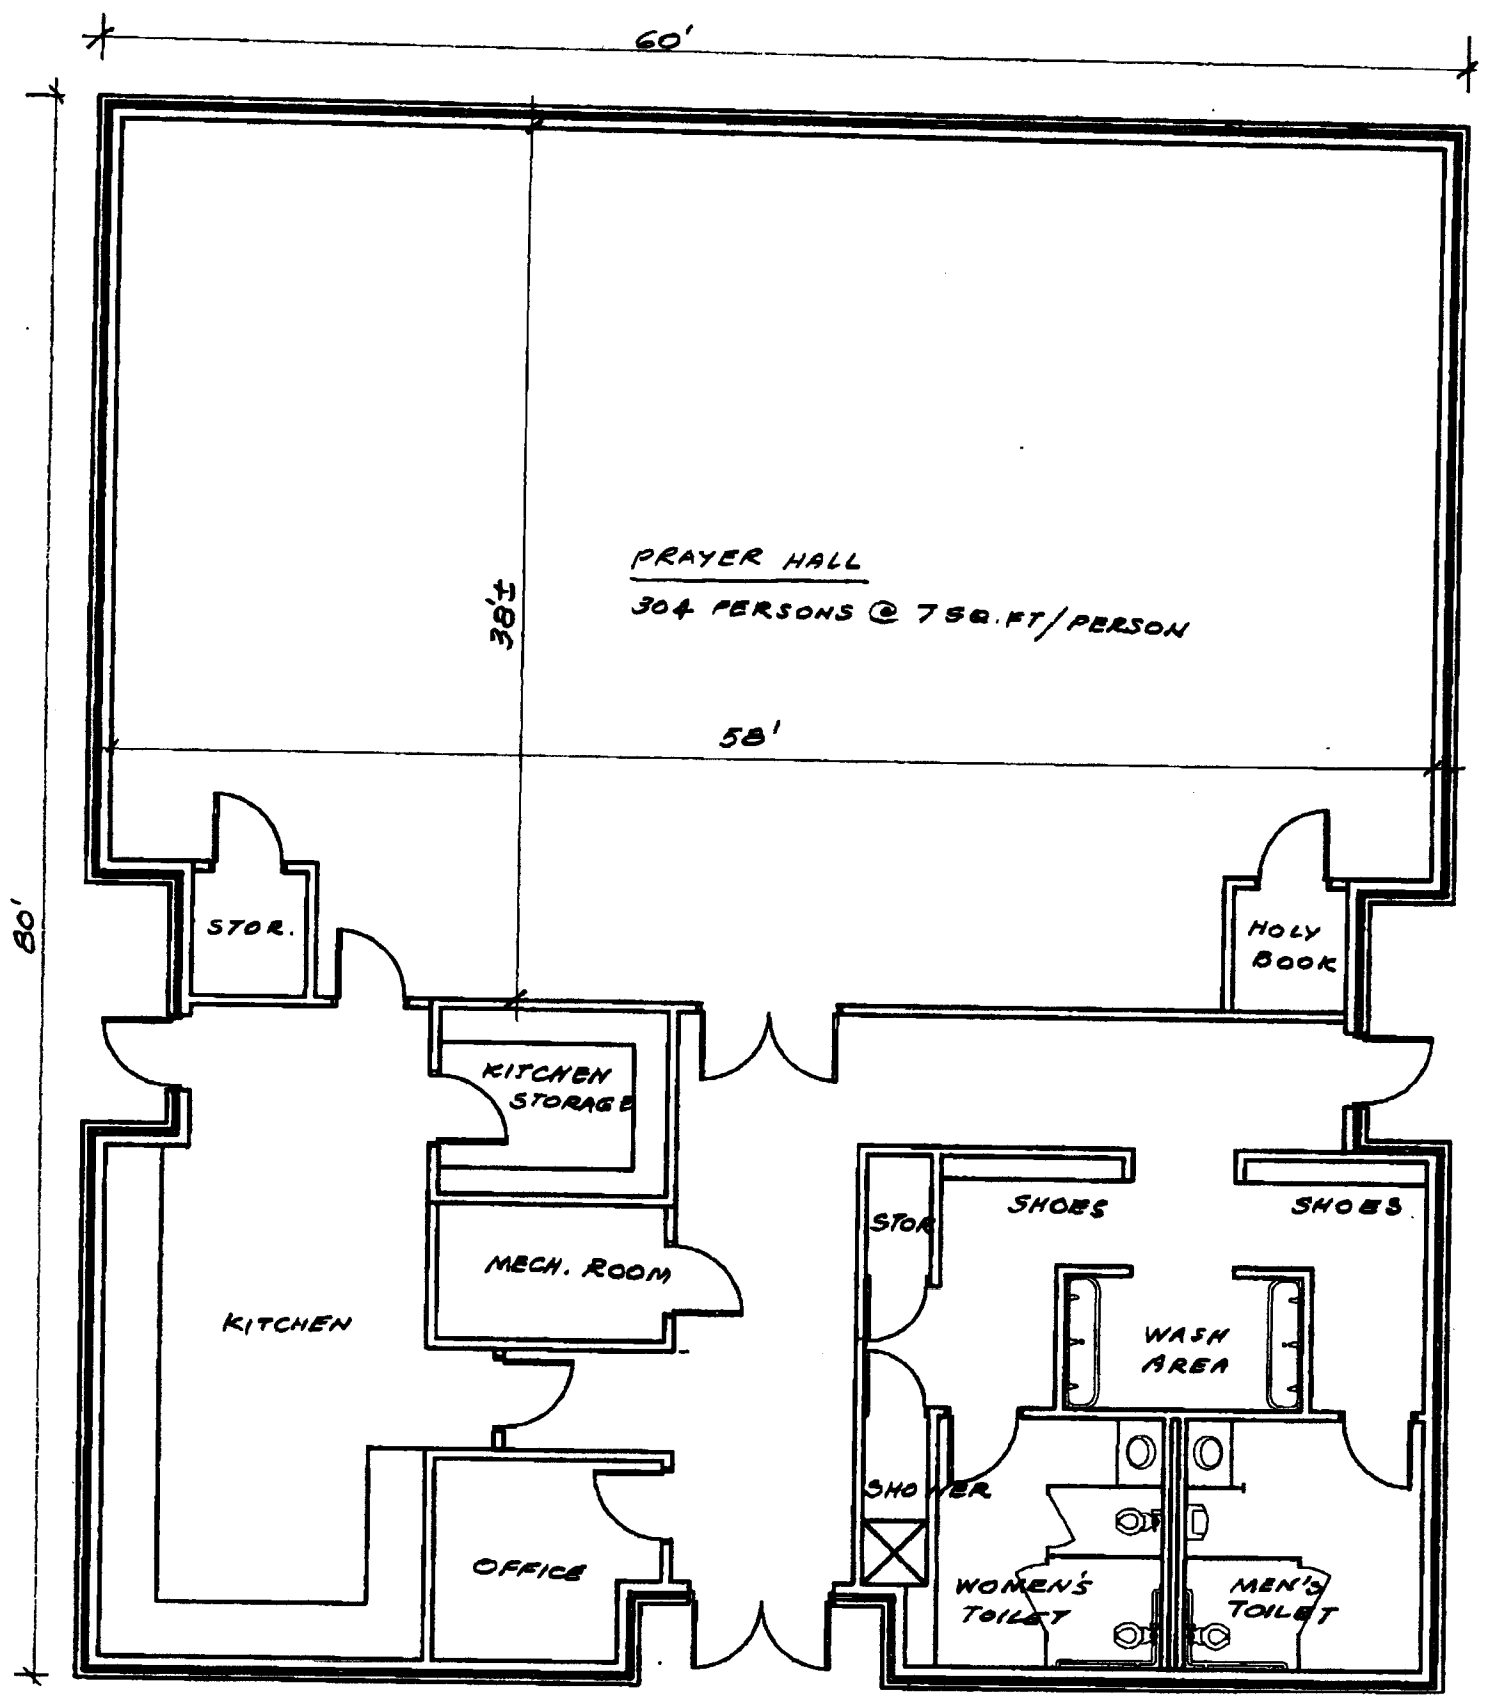 60'
PRAYER HALL
304 PERSONS @ 7 SQ.FT/PERSON
38'±
58'
80'
STOR.
HOLY
BOOK
KITCHEN
STORAGE
STOR
SHOES
SHOES
MECH. ROOM
KITCHEN
WASH
AREA
SHOWER
OFFICE
WOMEN'S
TOILET
MEN'S
TOILET